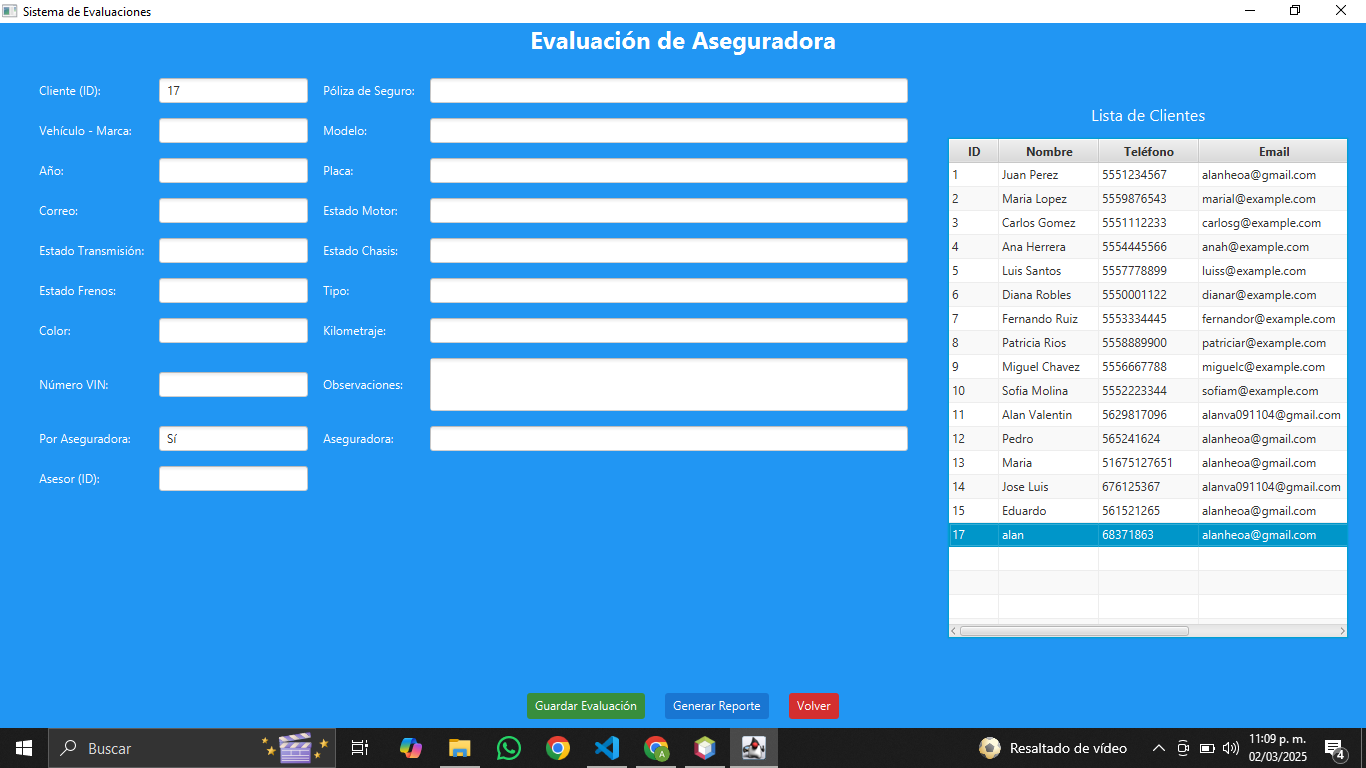 Sistema de Evaluaciones
Evaluación de Aseguradora
Cliente (ID): 17 Póliza de Seguro:
Vehículo - Marca: Modelo:
Año: Placa:
Correo: Estado Motor:
Estado Transmisión: Estado Chasis:
Estado Frenos: Tipo:
Color: Kilometraje:
Número VIN: Observaciones:
Por Aseguradora: Sí Aseguradora:
Asesor (ID):
Lista de Clientes
ID Nombre Teléfono Email
1 Juan Perez 5551234567 alanheoa@gmail.com
2 Maria Lopez 5559876543 marial@example.com
3 Carlos Gomez 5551112233 carlosg@example.com
4 Ana Herrera 5554445566 anah@example.com
5 Luis Santos 5557778899 luiss@example.com
6 Diana Robles 5550001122 dianar@example.com
7 Fernando Ruiz 5553334445 fernandor@example.com
8 Patricia Rios 5558889900 patriciar@example.com
9 Miguel Chavez 5556667788 miguelc@example.com
10 Sofia Molina 5552223344 sofiam@example.com
11 Alan Valentin 5629817096 alanva091104@gmail.com
12 Pedro 565241624 alanheoa@gmail.com
13 Maria 51675127651 alanheoa@gmail.com
14 Jose Luis 676125367 alanva091104@gmail.com
15 Eduardo 561521265 alanheoa@gmail.com
17 alan 68371863 alanheoa@gmail.com
Guardar Evaluación Generar Reporte Volver
Buscar
Resaltado de vídeo
11:09 p. m.
02/03/2025
4